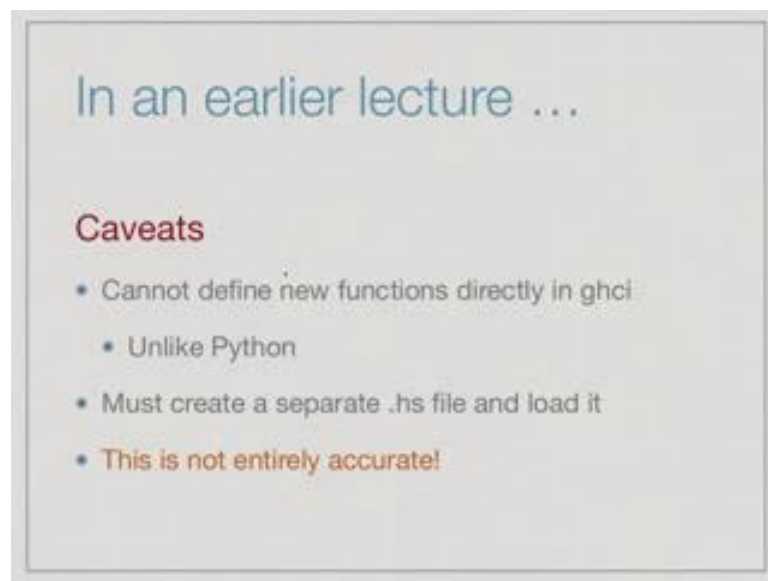 In an earlier lecture ...
Caveats
• Cannot define new functions directly in ghci
• Unlike Python
• Must create a separate .hs file and load it
• This is not entirely accurate!